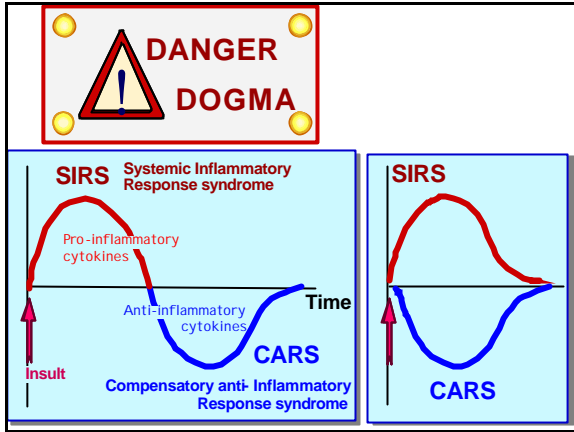 !
DANGER
DOGMA
SIRS
Systemic Inflammatory
Response syndrome
Pro-inflammatory
cytokines
Time
Anti-inflammatory
cytokines
CARS
Insult
Compensatory anti- Inflammatory
Response syndrome
SIRS
CARS